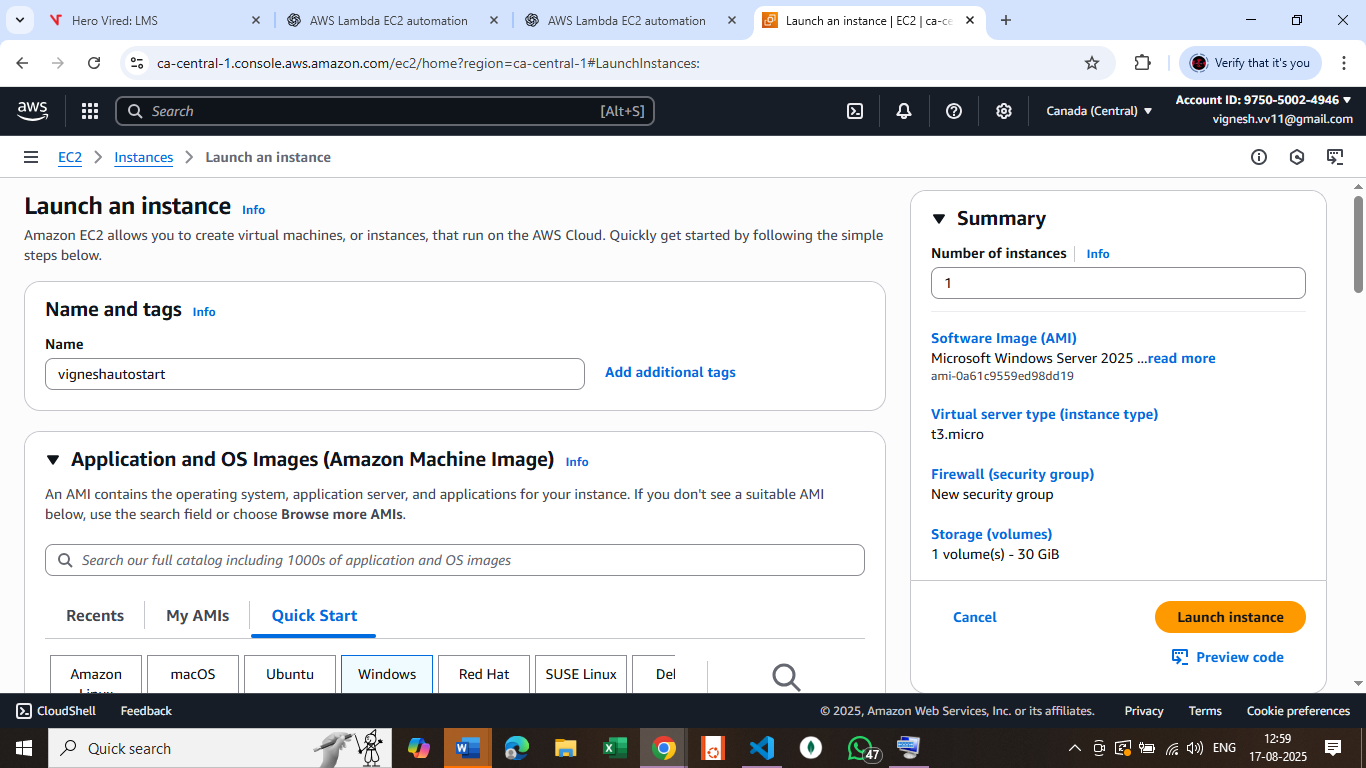 Hero Vired: LMS
AWS Lambda EC2 automation
AWS Lambda EC2 automation
Launch an instance | EC2 | ca-ce
ca-central-1.console.aws.amazon.com/ec2/home?region=ca-central-1#LaunchInstances:
Verify that it's you
aws
Search
[Alt+S]
Canada (Central)
Account ID: 9750-5002-4946
vignesh.vv11@gmail.com
EC2
Instances
Launch an instance
Launch an instance
Info
Amazon EC2 allows you to create virtual machines, or instances, that run on the AWS Cloud. Quickly get started by following the simple
steps below.
Name and tags
Info
Name
vigneshautostart
Add additional tags
Application and OS Images (Amazon Machine Image)
Info
An AMI contains the operating system, application server, and applications for your instance. If you don't see a suitable AMI
below, use the search field or choose Browse more AMIs.
Search our full catalog including 1000s of application and OS images
Recents
My AMIs
Quick Start
Amazon
Linux
macOS
Ubuntu
Windows
Red Hat
SUSE Linux
Del
Summary
Number of instances
Info
1
Software Image (AMI)
Microsoft Windows Server 2025 ...read more
ami-0a61c9559ed98dd19
Virtual server type (instance type)
t3.micro
Firewall (security group)
New security group
Storage (volumes)
1 volume(s) - 30 GiB
Cancel
Launch instance
Preview code
CloudShell
Feedback
© 2025, Amazon Web Services, Inc. or its affiliates.
Privacy
Terms
Cookie preferences
Quick search
47
ENG
12:59
17-08-2025